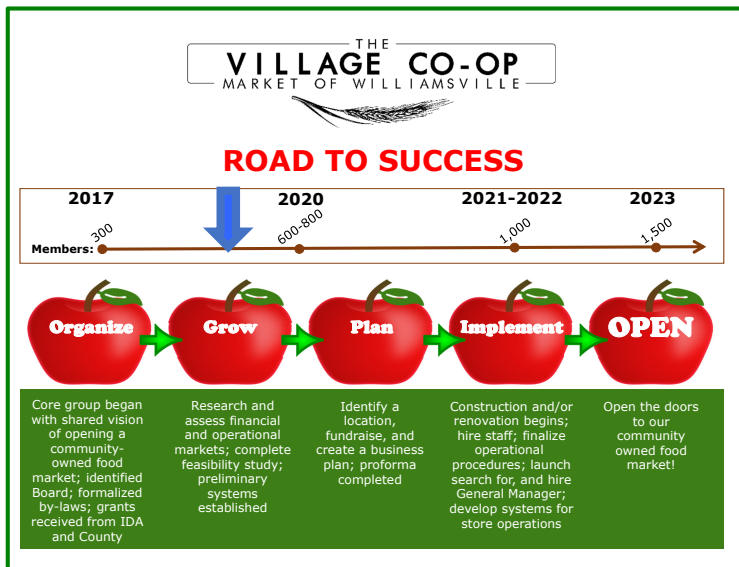 THE
VILLAGE CO-OP
MARKET OF WILLIAMSVILLE
ROAD TO SUCCESS
2017 2020 2021-2022 2023
Members: 300 600-800 1,000 1,500
Organize Grow Plan Implement OPEN
Core group began
with shared vision
of opening a
community-
owned food
market; identified
Board; formalized
by-laws; grants
received from IDA
and County
Research and
assess financial
and operational
markets; complete
feasibility study;
preliminary
systems
established
Identify a
location,
fundraise, and
create a business
plan; proforma
completed
Construction and/or
renovation begins;
hire staff; finalize
operational
procedures; launch
search for, and hire
General Manager;
develop systems for
store operations
Open the doors
to our
community
owned food
market!